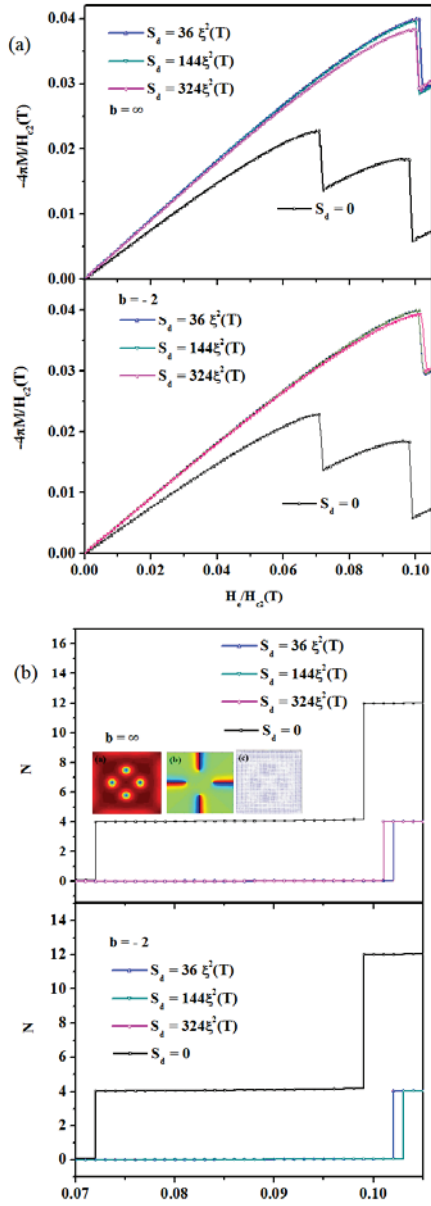 (a)
0.04
0.03
0.02
0.01
0.00
-4πM/H_c2(T)
S_d = 36 ξ²(T)
S_d = 144ξ²(T)
S_d = 324ξ²(T)
b = ∞
S_d = 0
b = - 2
S_d = 36 ξ²(T)
S_d = 144ξ²(T)
S_d = 324ξ²(T)
S_d = 0
0.04
0.03
0.02
0.01
0.00
-4πM/H_c2(T)
0.00 0.02 0.04 0.06 0.08 0.10
H_e/H_c2(T)
(b)
16
14
12
10
8
6
4
2
0
N
S_d = 36 ξ²(T)
S_d = 144ξ²(T)
S_d = 324ξ²(T)
S_d = 0
b = ∞
(a) (b) (c)
14
12
10
8
6
4
2
0
N
b = - 2
S_d = 36 ξ²(T)
S_d = 144ξ²(T)
S_d = 324ξ²(T)
S_d = 0
0.07 0.08 0.09 0.10